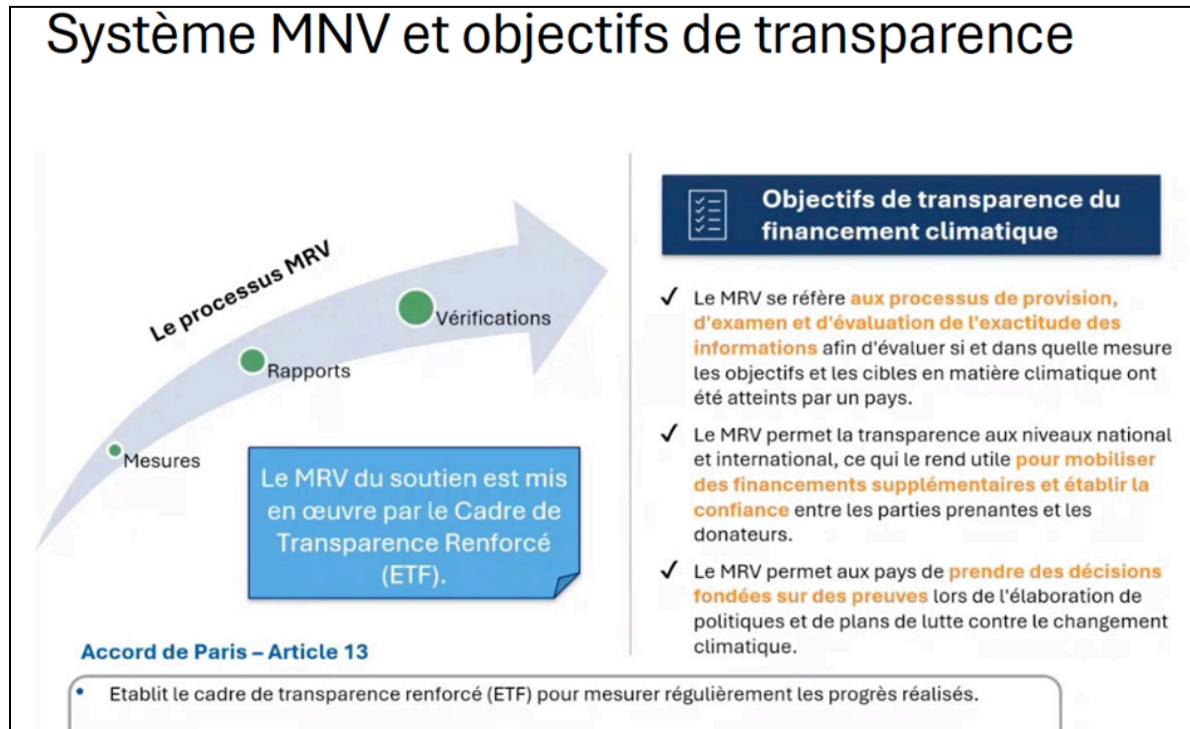 Système MNV et objectifs de transparence
Le processus MRV
Mesures
Rapports
Vérifications
Le MRV du soutien est mis
en œuvre par le Cadre de
Transparence Renforcé
(ETF).
Objectifs de transparence du
financement climatique
✓ Le MRV se réfère aux processus de provision,
d'examen et d'évaluation de l'exactitude des
informations afin d'évaluer si et dans quelle mesure
les objectifs et les cibles en matière climatique ont
été atteints par un pays.
✓ Le MRV permet la transparence aux niveaux national
et international, ce qui le rend utile pour mobiliser
des financements supplémentaires et établir la
confiance entre les parties prenantes et les
donateurs.
✓ Le MRV permet aux pays de prendre des décisions
fondées sur des preuves lors de l'élaboration de
politiques et de plans de lutte contre le changement
climatique.
Accord de Paris – Article 13
• Etablit le cadre de transparence renforcé (ETF) pour mesurer régulièrement les progrès réalisés.